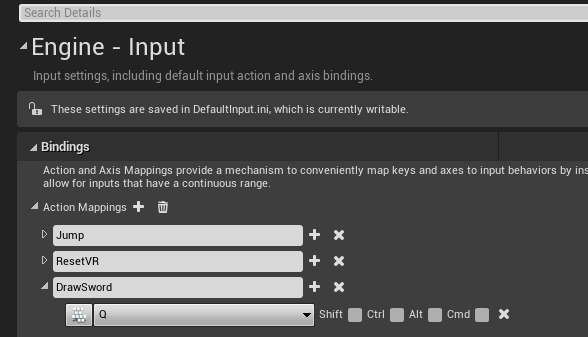 Search Details
Engine - Input
Input settings, including default input action and axis bindings.
These settings are saved in DefaultInput.ini, which is currently writable.
Bindings
Action and Axis Mappings provide a mechanism to conveniently map keys and axes to input behaviors by
allow for inputs that have a continuous range.
Action Mappings
Jump
ResetVR
DrawSword
Q Shift Ctrl Alt Cmd